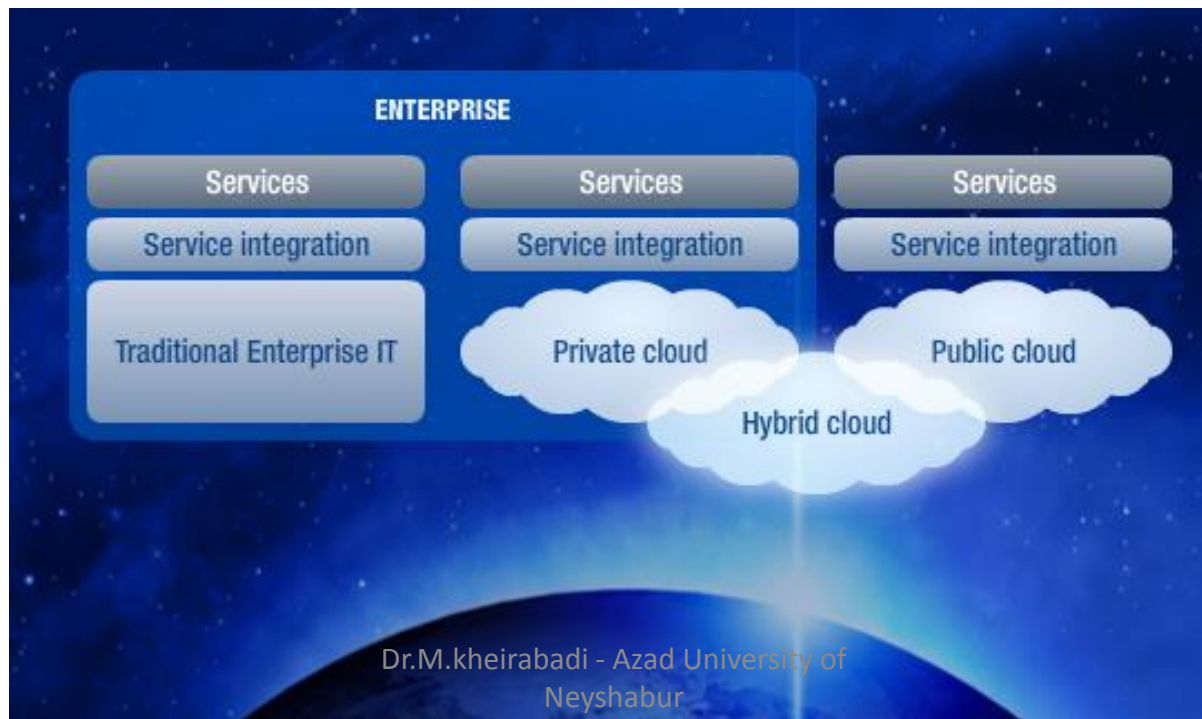 ENTERPRISE
Services
Services
Services
Service integration
Service integration
Service integration
Traditional Enterprise IT
Private cloud
Public cloud
Hybrid cloud
Dr.M.kheirabadi - Azad University of
Neyshabur